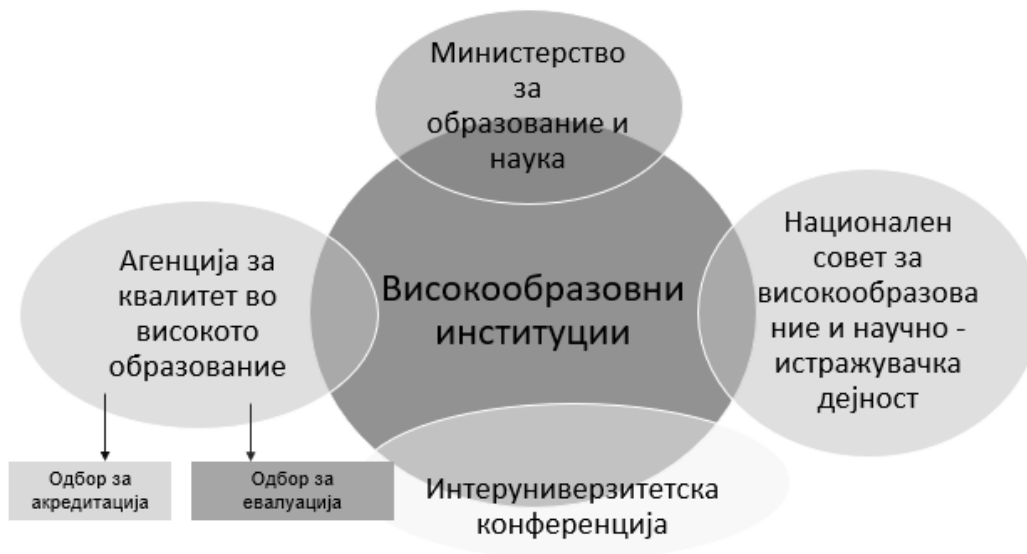 Министерство
за
образование и
наука
Агенција за
квалитет во
високото
образование
Високообразовни
институции
Национален
совет за
високообразова
ние и научно -
истражувачка
дејност
Одбор за
акредитација
Одбор за
евалуација
Интеруниверзитетска
конференција